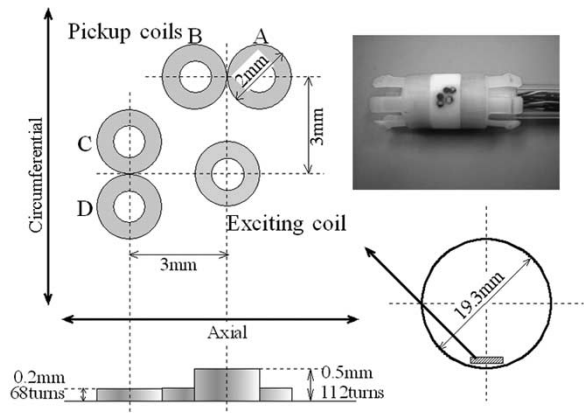 Pickup coils
B
A
2mm
C
3mm
D
Exciting coil
3mm
Circumferential
Axial
0.2mm
68turns
0.5mm
112turns
19.3mm